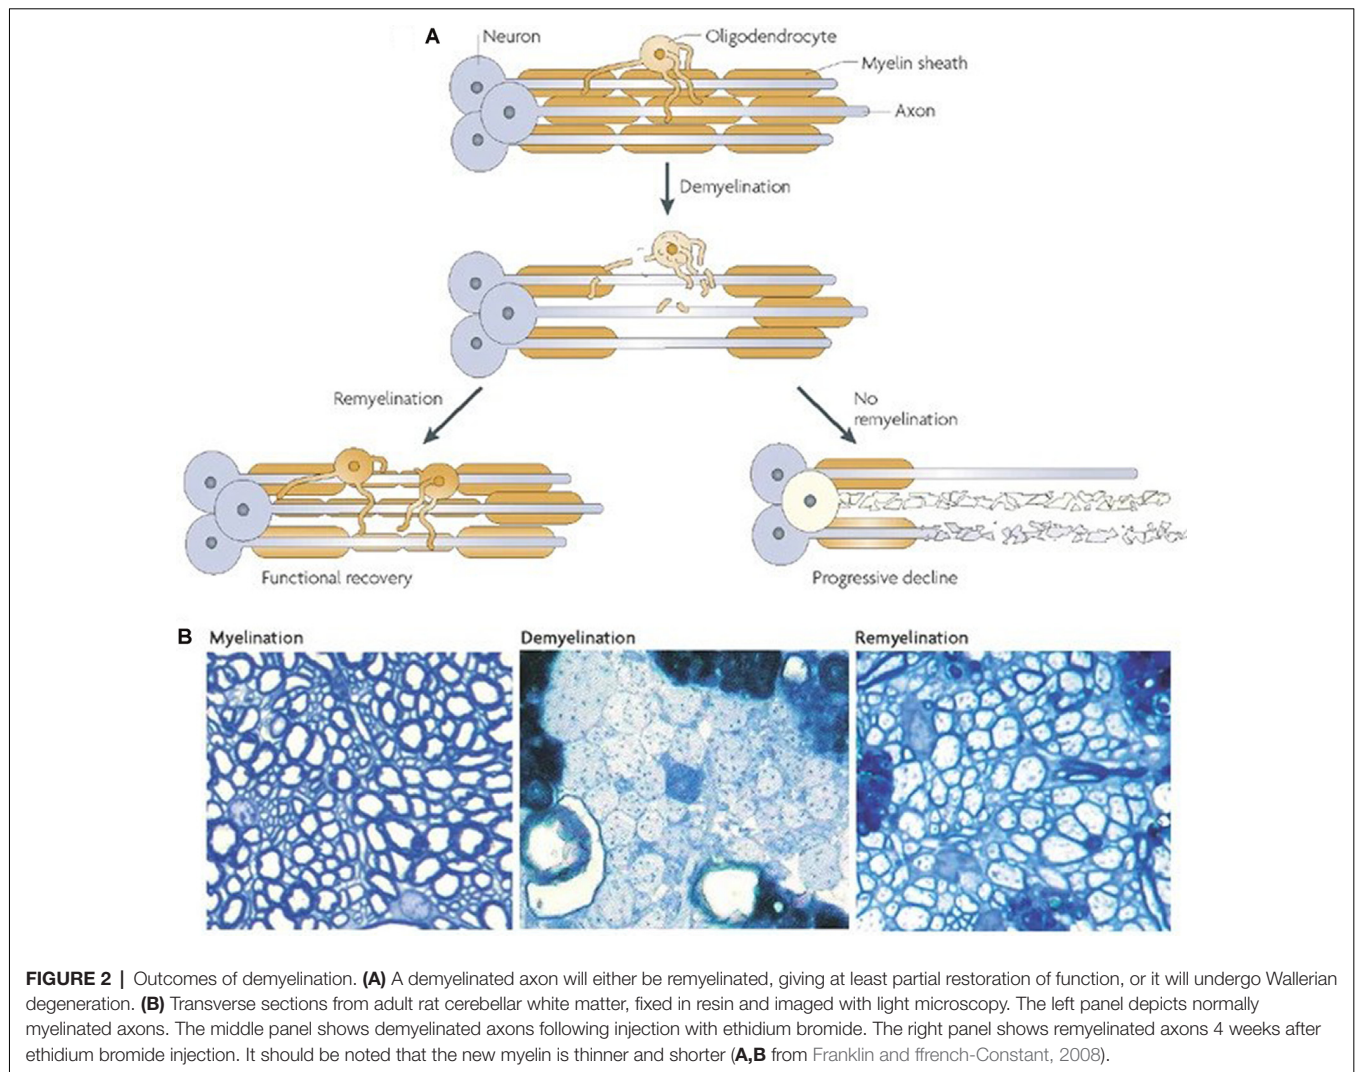 A
Neuron
Oligodendrocyte
Myelin sheath
Axon
Demyelination
Remyelination
No
remyelination
Functional recovery
Progressive decline
B
Myelination
Demyelination
Remyelination
FIGURE 2 | Outcomes of demyelination. (A) A demyelinated axon will either be remyelinated, giving at least partial restoration of function, or it will undergo Wallerian
degeneration. (B) Transverse sections from adult rat cerebellar white matter, fixed in resin and imaged with light microscopy. The left panel depicts normally
myelinated axons. The middle panel shows demyelinated axons following injection with ethidium bromide. The right panel shows remyelinated axons 4 weeks after
ethidium bromide injection. It should be noted that the new myelin is thinner and shorter (A,B from Franklin and ffrench-Constant, 2008).